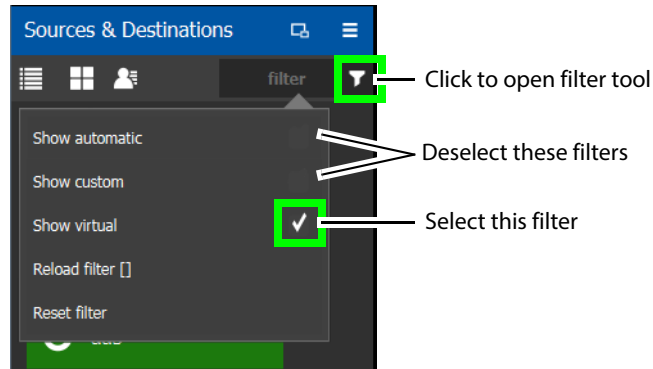 Sources & Destinations
filter
Click to open filter tool
Show automatic
Deselect these filters
Show custom
Show virtual
Select this filter
Reload filter []
Reset filter